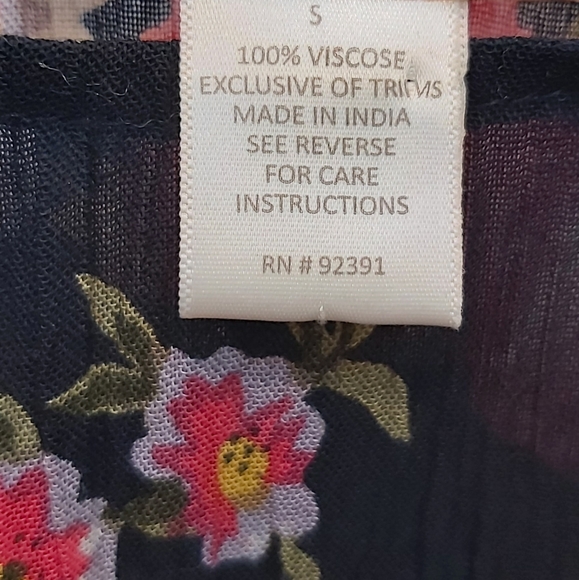 S
100% VISCOSE
EXCLUSIVE OF TRIMS
MADE IN INDIA
SEE REVERSE
FOR CARE
INSTRUCTIONS
RN # 92391